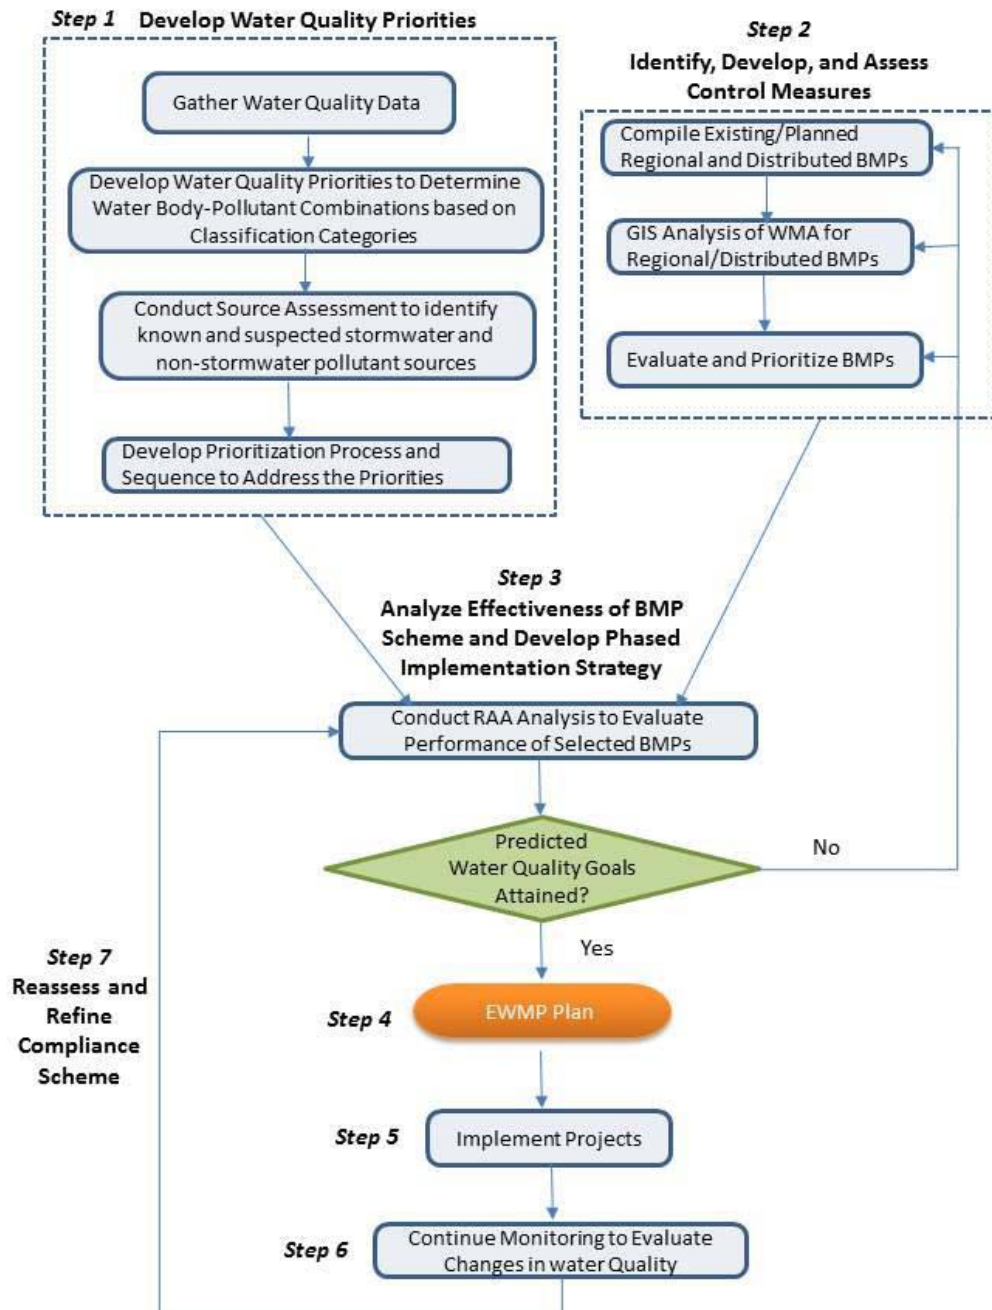 Step 1 Develop Water Quality Priorities
Gather Water Quality Data
Develop Water Quality Priorities to Determine
Water Body-Pollutant Combinations based on
Classification Categories
Conduct Source Assessment to identify
known and suspected stormwater and
non-stormwater pollutant sources
Develop Prioritization Process and
Sequence to Address the Priorities
Step 2
Identify, Develop, and Assess
Control Measures
Compile Existing/Planned
Regional and Distributed BMPs
GIS Analysis of WMA for
Regional/Distributed BMPs
Evaluate and Prioritize BMPs
Step 3
Analyze Effectiveness of BMP
Scheme and Develop Phased
Implementation Strategy
Conduct RAA Analysis to Evaluate
Performance of Selected BMPs
Predicted
Water Quality Goals
Attained?
No
Yes
Step 4
EWMP Plan
Step 5
Implement Projects
Step 6
Continue Monitoring to Evaluate
Changes in water Quality
Step 7
Reassess and
Refine
Compliance
Scheme